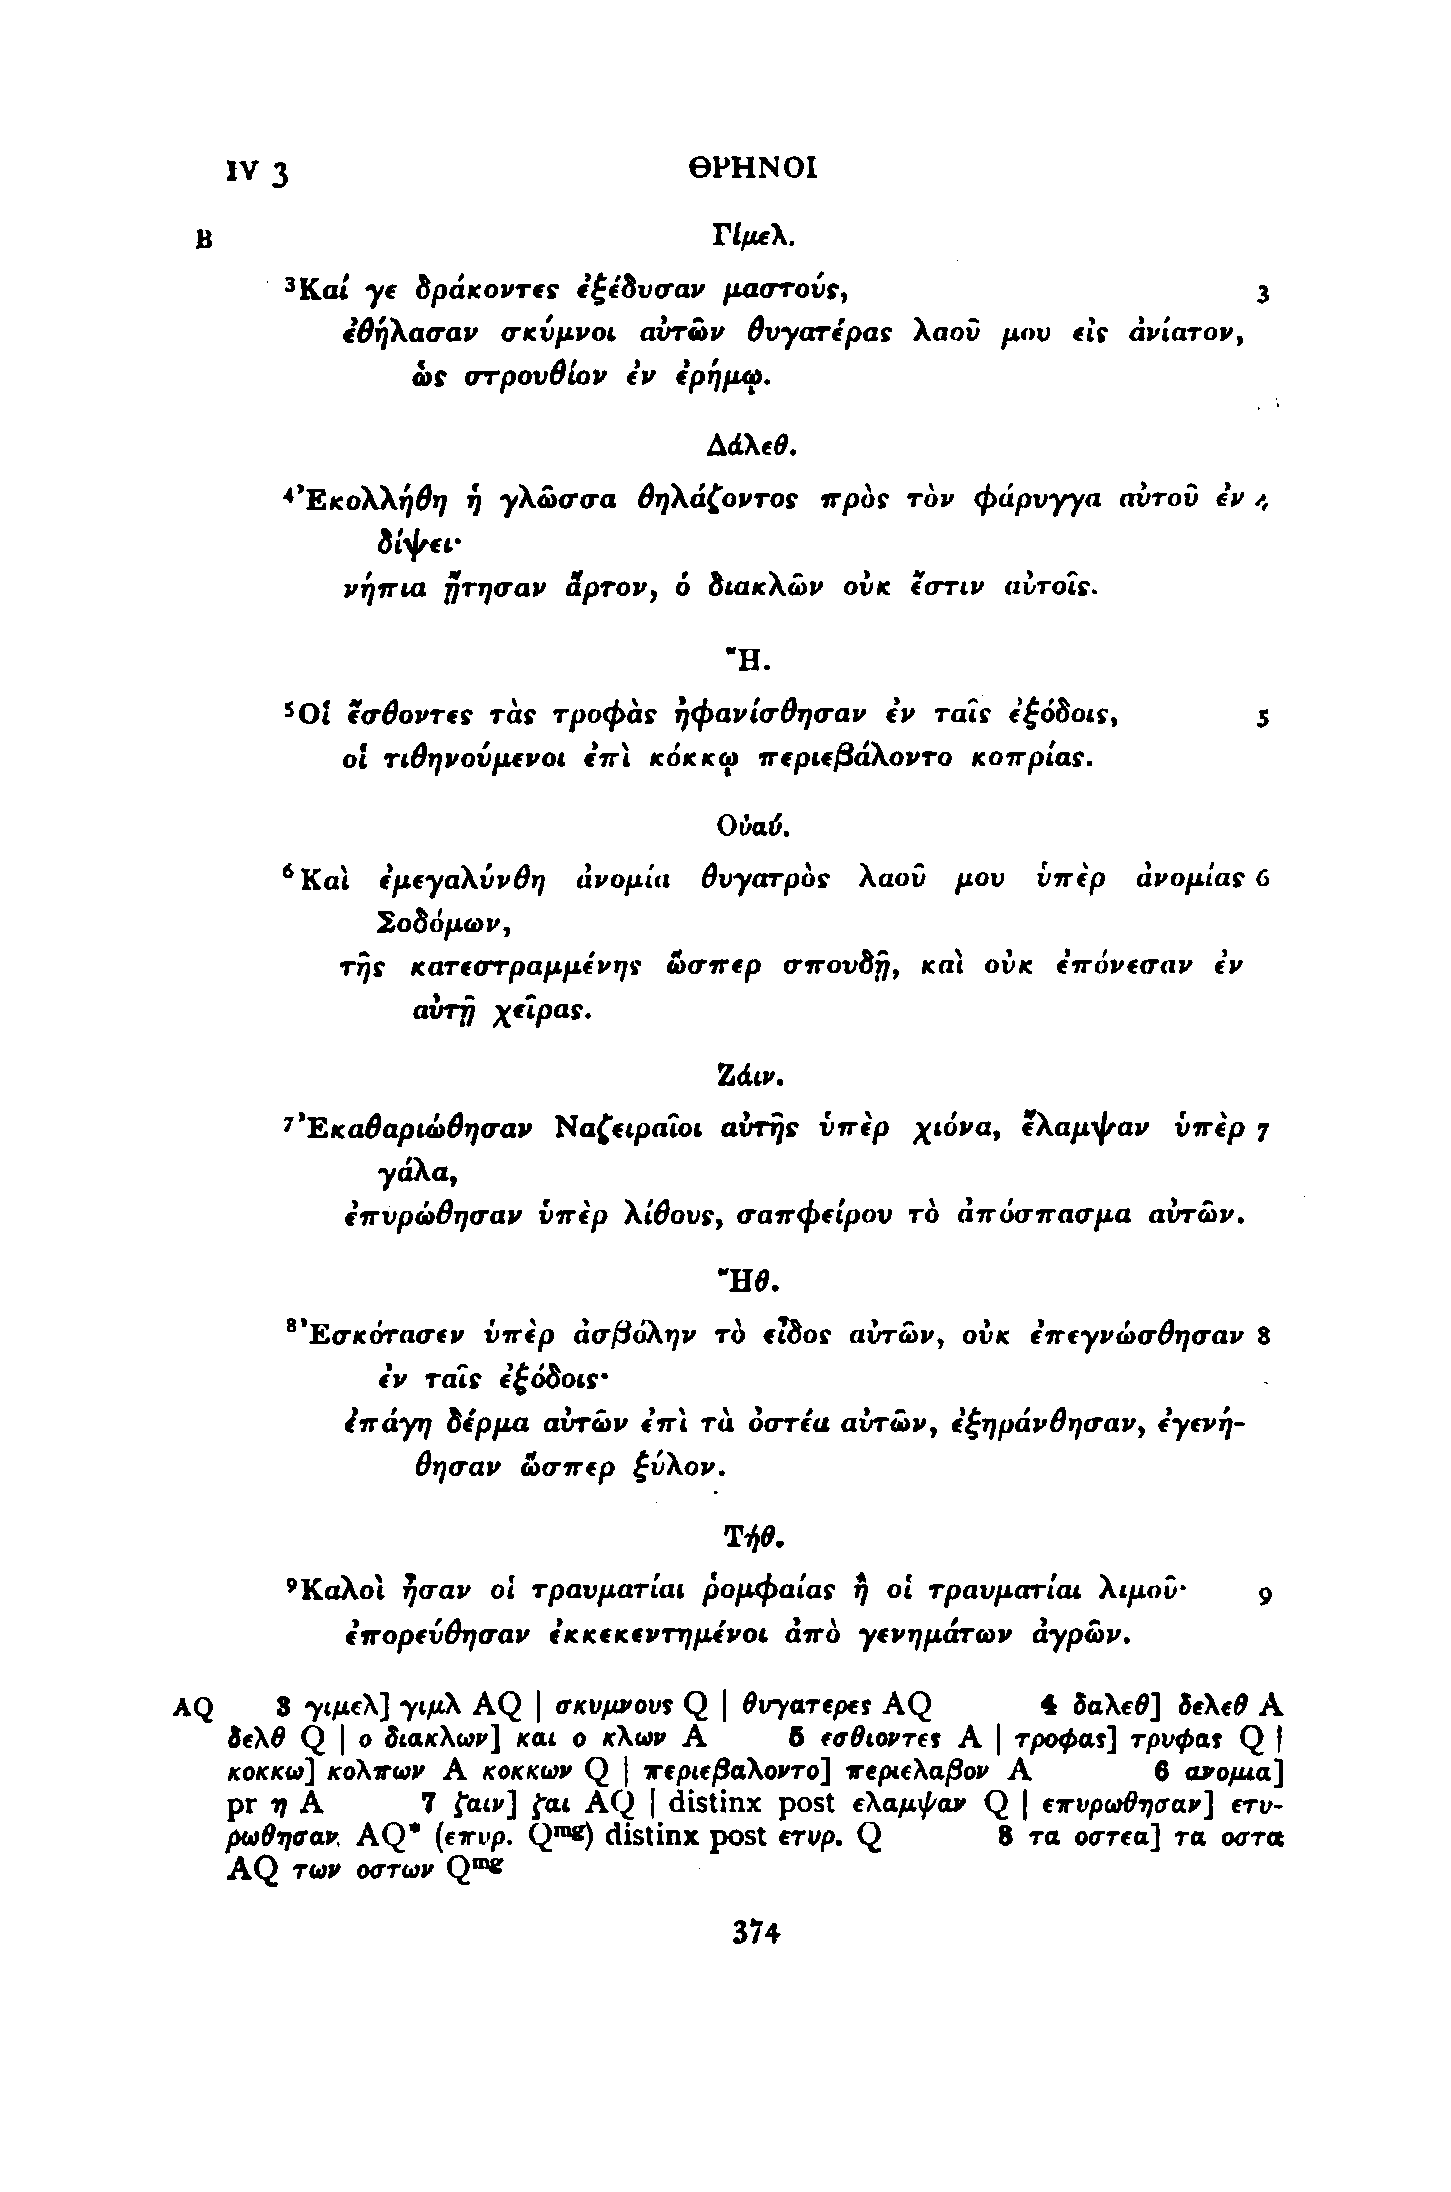 IV 3 ΘΡΗΝΟΙ
B Γίμελ.
³Καί γε δράκοντες ἐξέδυσαν μαστούς, 3
ἐθήλασαν σκύμνοι αὐτῶν θυγατέρας λαοῦ μου εἰς ἀνίατον,
ὡς στρουθίον ἐν ἐρήμῳ.
Δάλεθ.
⁴Ἐκολλήθη ἡ γλῶσσα θηλάζοντος πρὸς τὸν φάρυγγα αὐτοῦ ἐν 4
δίψει·
νήπια ᾔτησαν ἄρτον, ὁ διακλῶν οὐκ ἔστιν αὐτοῖς.
Ἤ.
⁵Οἱ ἔσθοντες τὰς τροφὰς ἠφανίσθησαν ἐν ταῖς ἐξόδοις, 5
οἱ τιθηνούμενοι ἐπὶ κόκκῳ περιεβάλοντο κοπρίας.
Οὐαύ.
⁶Καὶ ἐμεγαλύνθη ἀνομία θυγατρὸς λαοῦ μου ὑπὲρ ἀνομίας 6
Σοδόμων,
τῆς κατεστραμμένης ὥσπερ σπουδῇ, καὶ οὐκ ἐπόνεσαν ἐν
αὐτῇ χεῖρας.
Ζάιν.
⁷Ἐκαθαριώθησαν Ναζειραῖοι αὐτῆς ὑπὲρ χιόνα, ἔλαμψαν ὑπὲρ 7
γάλα,
ἐπυρώθησαν ὑπὲρ λίθους, σαπφείρου τὸ ἀπόσπασμα αὐτῶν.
Ἤθ.
⁸Ἐσκότασεν ὑπὲρ ἀσβόλην τὸ εἶδος αὐτῶν, οὐκ ἐπεγνώσθησαν 8
ἐν ταῖς ἐξόδοις·
ἐπάγη δέρμα αὐτῶν ἐπὶ τὰ ὀστέα αὐτῶν, ἐξηράνθησαν, ἐγενή-
θησαν ὥσπερ ξύλον.
Τήθ.
⁹Καλοὶ ἦσαν οἱ τραυματίαι ῥομφαίας ἢ οἱ τραυματίαι λιμοῦ· 9
ἐπορεύθησαν ἐκκεκεντημένοι ἀπὸ γενημάτων ἀγρῶν.
AQ 3 γιμελ] γιμλ AQ | σκυμνους Q | θυγατερες AQ 4 δαλεθ] δελεθ A
δελθ Q | ο διακλων] και ο κλων A 5 εσθιοντες A | τροφας] τρυφας Q |
κοκκω] κολπων A κοκκων Q | περιεβαλοντο] περιελαβον A 6 ανομια]
pr η A 7 ζαιν] ζαι AQ | distinx post ελαμψαν Q | επυρωθησαν] ετυ-
ρωθησαν AQ* (επυρ. Qᵐᵍ) distinx post ετυρ. Q 8 τα οστεα] τα οστα
AQ των οστων Qᵐᵍ
374